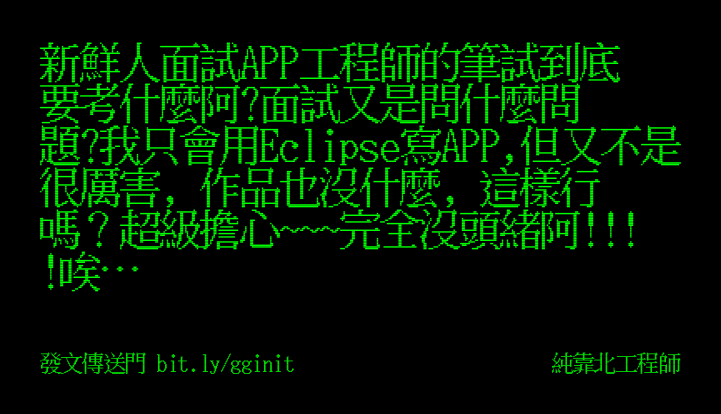 新鮮人面試APP工程師的筆試到底
要考什麼阿?面試又是問什麼問
題?我只會用Eclipse寫APP,但又不是
很厲害，作品也沒什麼，這樣行
嗎？超級擔心~~~完全沒頭緒阿!!!
!唉…
發文傳送門 bit.ly/gginit
純靠北工程師